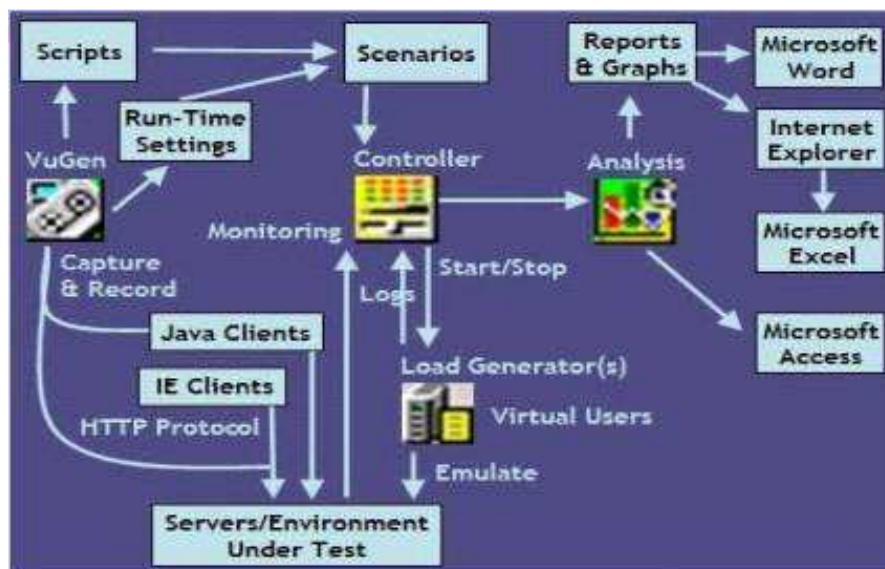 Scripts
Scenarios
Reports
& Graphs
Microsoft
Word
Run-Time
Settings
Internet
Explorer
VuGen
Controller
Analysis
Monitoring
Microsoft
Excel
Capture
& Record
Start/Stop
Logs
Java Clients
Microsoft
Access
Load Generator(s)
IE Clients
HTTP Protocol
Virtual Users
Emulate
Servers/Environment
Under Test